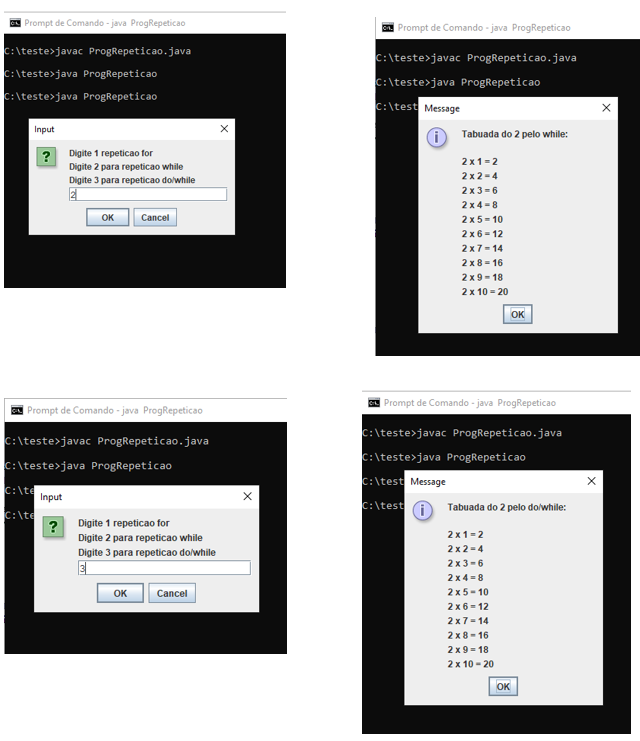 Prompt de Comando - java ProgRepeticao
C:\teste>javac ProgRepeticao.java
C:\teste>java ProgRepeticao
C:\teste>java ProgRepeticao
Input
Digite 1 repeticao for
Digite 2 para repeticao while
Digite 3 para repeticao do/while
2
OK Cancel
Prompt de Comando - java ProgRepeticao
C:\teste>javac ProgRepeticao.java
C:\teste>java ProgRepeticao
C:\test
Message
Tabuada do 2 pelo while:
2 x 1 = 2
2 x 2 = 4
2 x 3 = 6
2 x 4 = 8
2 x 5 = 10
2 x 6 = 12
2 x 7 = 14
2 x 8 = 16
2 x 9 = 18
2 x 10 = 20
OK
Prompt de Comando - java ProgRepeticao
C:\teste>javac ProgRepeticao.java
C:\teste>java ProgRepeticao
C:\te
C:\te
Input
Digite 1 repeticao for
Digite 2 para repeticao while
Digite 3 para repeticao do/while
3
OK Cancel
Prompt de Comando - java ProgRepeticao
C:\teste>javac ProgRepeticao.java
C:\teste>java ProgRepeticao
C:\test
C:\test
Message
Tabuada do 2 pelo do/while:
2 x 1 = 2
2 x 2 = 4
2 x 3 = 6
2 x 4 = 8
2 x 5 = 10
2 x 6 = 12
2 x 7 = 14
2 x 8 = 16
2 x 9 = 18
2 x 10 = 20
OK